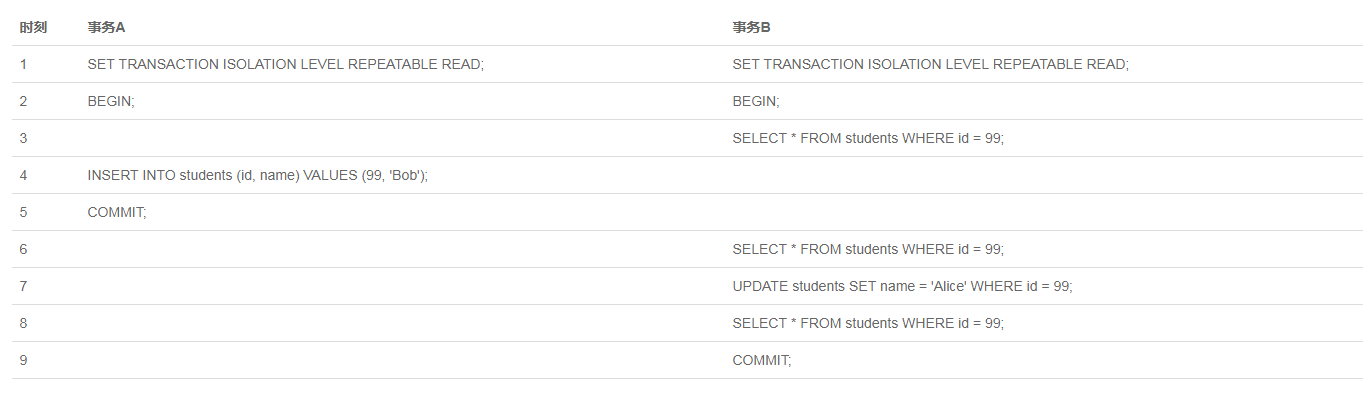 时刻 事务A 事务B
1 SET TRANSACTION ISOLATION LEVEL REPEATABLE READ; SET TRANSACTION ISOLATION LEVEL REPEATABLE READ;
2 BEGIN; BEGIN;
3 SELECT * FROM students WHERE id = 99;
4 INSERT INTO students (id, name) VALUES (99, 'Bob');
5 COMMIT;
6 SELECT * FROM students WHERE id = 99;
7 UPDATE students SET name = 'Alice' WHERE id = 99;
8 SELECT * FROM students WHERE id = 99;
9 COMMIT;